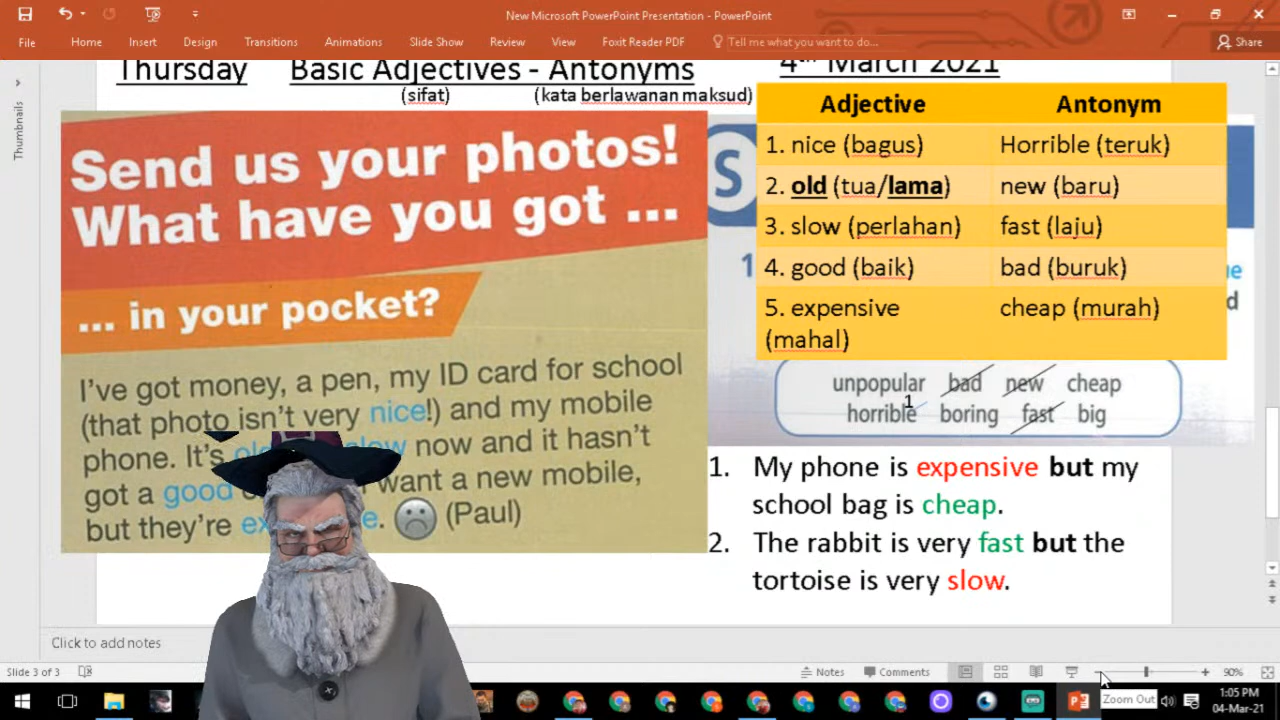 New Microsoft PowerPoint Presentation - PowerPoint
File Home Insert Design Transitions Animations Slide Show Review View Foxit Reader PDF Tell me what you want to do... Share
Thursday Basic Adjectives - Antonyms 4th March 2021
(sifat) (kata berlawanan maksud)
Thumbnails
Send us your photos!
What have you got ...
... in your pocket?
I've got money, a pen, my ID card for school
(that photo isn't very nice!) and my mobile
phone. It's now and it hasn't
got a good want a new mobile,
but they're . (Paul)
S
1
Adjective Antonym
1. nice (bagus) Horrible (teruk)
2. old (tua/lama) new (baru)
3. slow (perlahan) fast (laju)
4. good (baik) bad (buruk)
5. expensive cheap (murah)
(mahal)
unpopular bad new cheap
1
horrible boring fast big
1. My phone is expensive but my
school bag is cheap.
2. The rabbit is very fast but the
tortoise is very slow.
Click to add notes
Slide 3 of 3 Notes Comments 90%
Zoom Out
1:05 PM
04-Mar-21